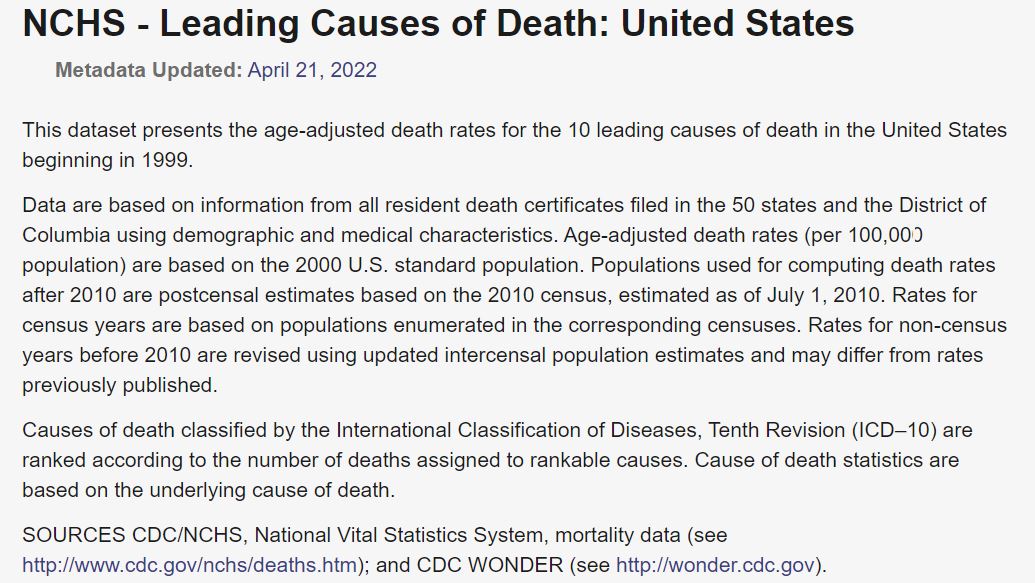 NCHS - Leading Causes of Death: United States
Metadata Updated: April 21, 2022
This dataset presents the age-adjusted death rates for the 10 leading causes of death in the United States
beginning in 1999.
Data are based on information from all resident death certificates filed in the 50 states and the District of
Columbia using demographic and medical characteristics. Age-adjusted death rates (per 100,000
population) are based on the 2000 U.S. standard population. Populations used for computing death rates
after 2010 are postcensal estimates based on the 2010 census, estimated as of July 1, 2010. Rates for
census years are based on populations enumerated in the corresponding censuses. Rates for non-census
years before 2010 are revised using updated intercensal population estimates and may differ from rates
previously published.
Causes of death classified by the International Classification of Diseases, Tenth Revision (ICD–10) are
ranked according to the number of deaths assigned to rankable causes. Cause of death statistics are
based on the underlying cause of death.
SOURCES CDC/NCHS, National Vital Statistics System, mortality data (see
http://www.cdc.gov/nchs/deaths.htm); and CDC WONDER (see http://wonder.cdc.gov).